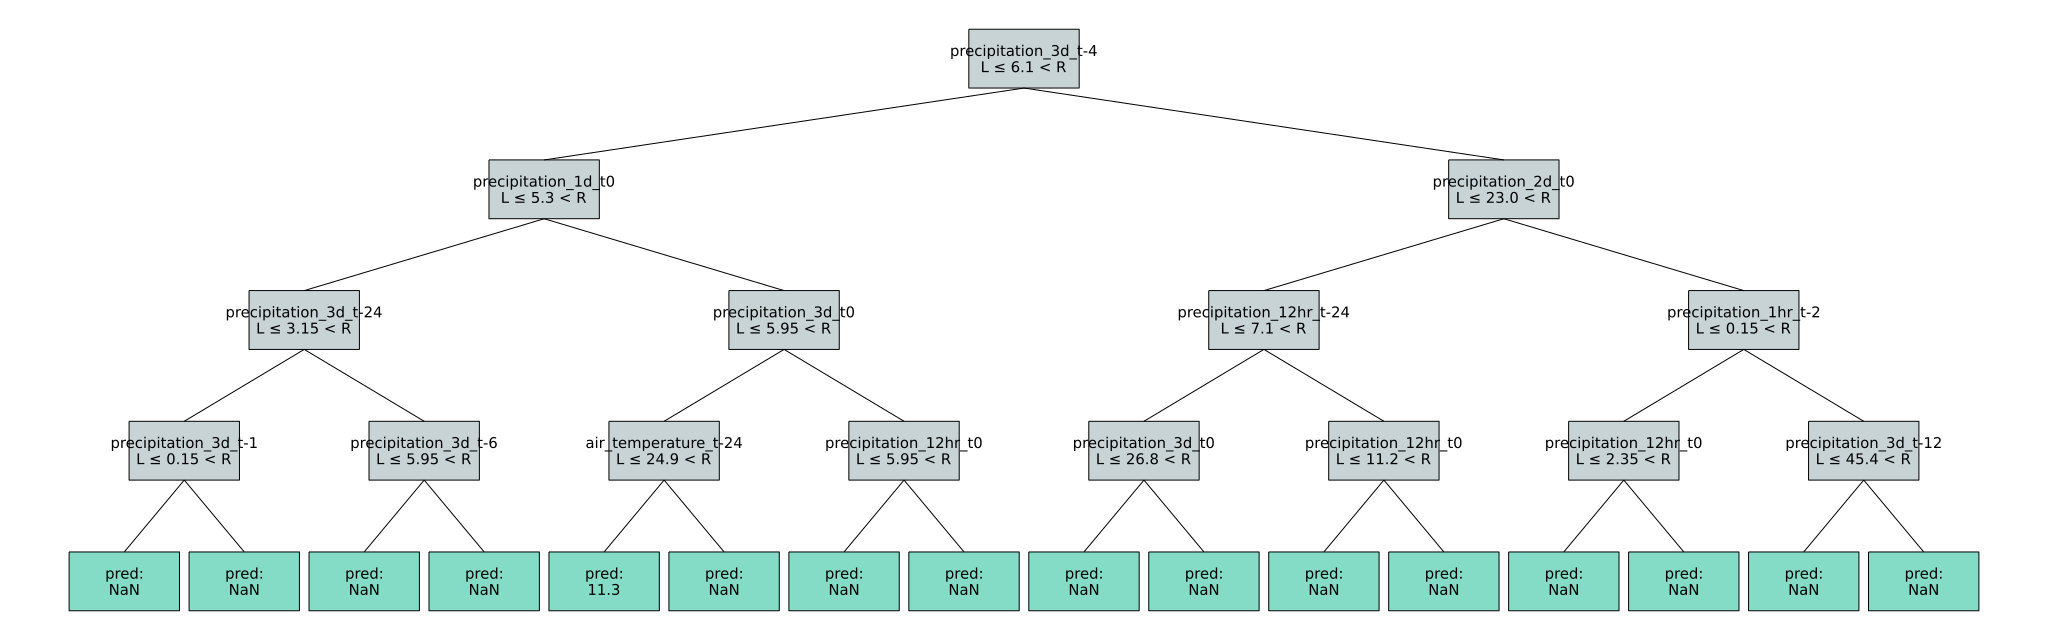 precipitation_3d_t-4
L ≤ 6.1 < R
precipitation_1d_t0
L ≤ 5.3 < R
precipitation_2d_t0
L ≤ 23.0 < R
precipitation_3d_t-24
L ≤ 3.15 < R
precipitation_3d_t0
L ≤ 5.95 < R
precipitation_12hr_t-24
L ≤ 7.1 < R
precipitation_1hr_t-2
L ≤ 0.15 < R
precipitation_3d_t-1
L ≤ 0.15 < R
precipitation_3d_t-6
L ≤ 5.95 < R
air_temperature_t-24
L ≤ 24.9 < R
precipitation_12hr_t0
L ≤ 5.95 < R
precipitation_3d_t0
L ≤ 26.8 < R
precipitation_12hr_t0
L ≤ 11.2 < R
precipitation_12hr_t0
L ≤ 2.35 < R
precipitation_3d_t-12
L ≤ 45.4 < R
pred:
NaN
pred:
NaN
pred:
NaN
pred:
NaN
pred:
11.3
pred:
NaN
pred:
NaN
pred:
NaN
pred:
NaN
pred:
NaN
pred:
NaN
pred:
NaN
pred:
NaN
pred:
NaN
pred:
NaN
pred:
NaN